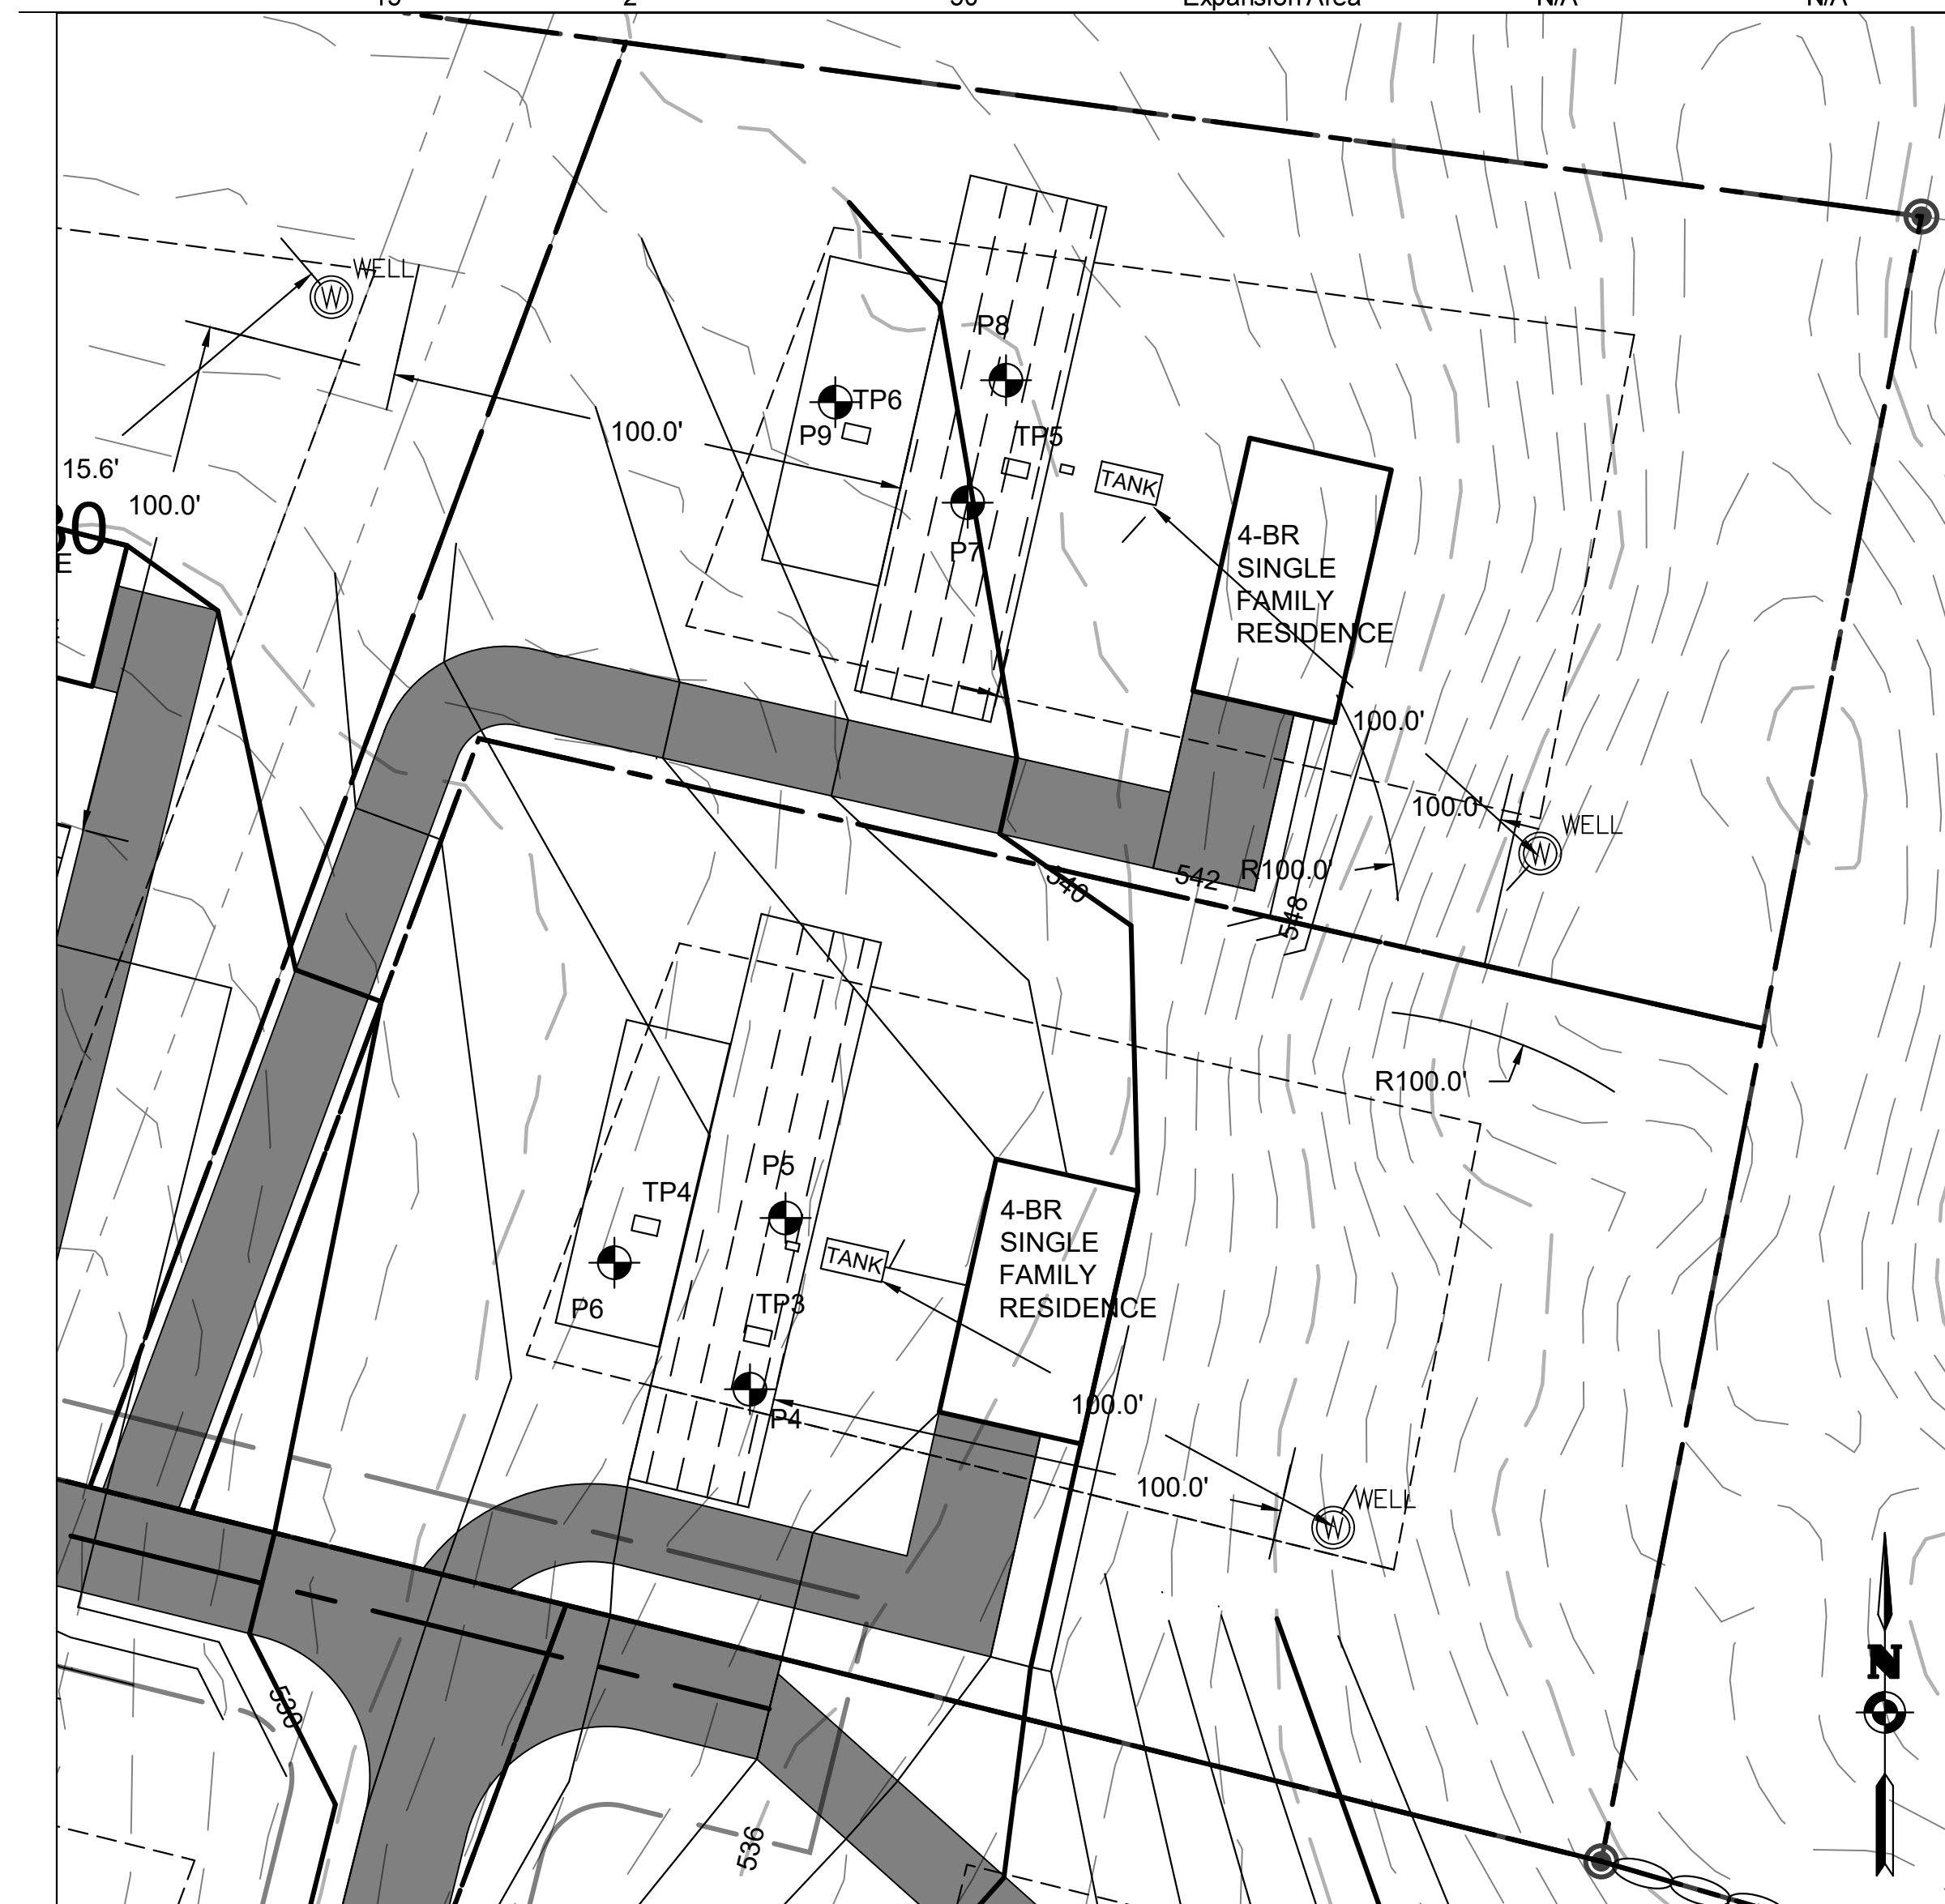 Expansion Area
N/A
N/A
WELL
W
P8
TP6
P9
100.0'
TP5
15.6'
TANK
100.0'
4-BR
SINGLE
FAMILY
RESIDENCE
P7
100.0'
100.0'
WELL
W
R100.0'
542
540
548
R100.0'
P5
TP4
4-BR
SINGLE
FAMILY
RESIDENCE
TANK
P6
TP3
100.0'
P4
100.0'
WELL
W
N
530
536